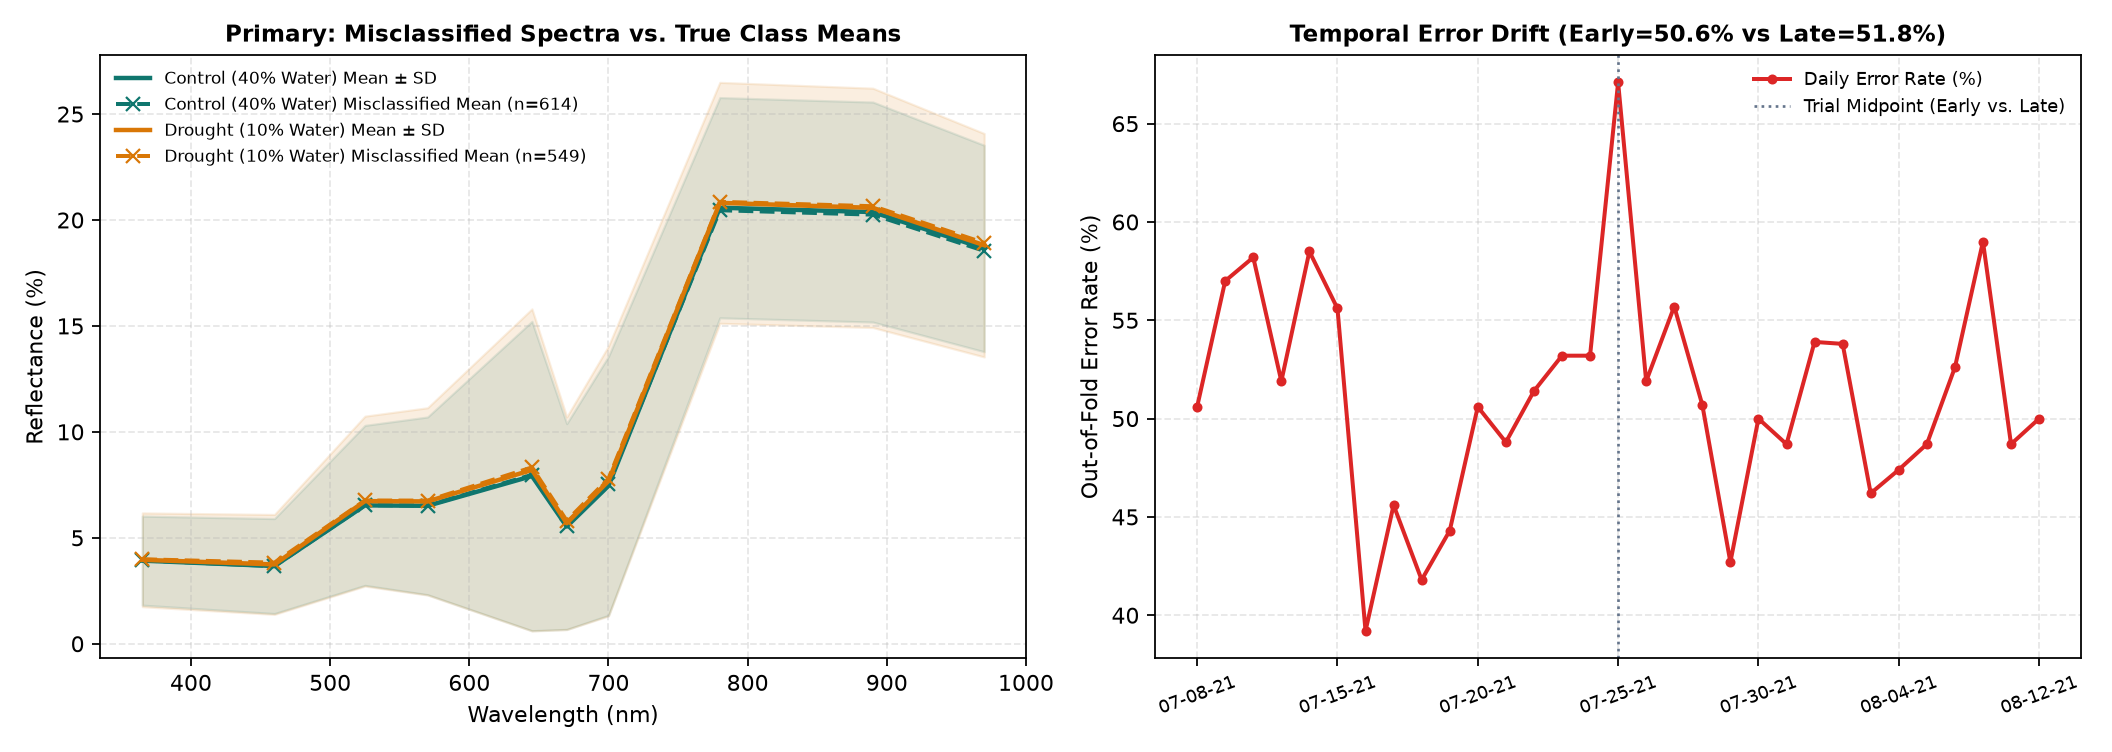 Primary: Misclassified Spectra vs. True Class Means
Control (40% Water) Mean ± SD
Control (40% Water) Misclassified Mean (n=614)
Drought (10% Water) Mean ± SD
Drought (10% Water) Misclassified Mean (n=549)
Reflectance (%)
25
20
15
10
5
0
400 500 600 700 800 900 1000
Wavelength (nm)
Temporal Error Drift (Early=50.6% vs Late=51.8%)
Daily Error Rate (%)
Trial Midpoint (Early vs. Late)
Out-of-Fold Error Rate (%)
65
60
55
50
45
40
07-08-21 07-15-21 07-20-21 07-25-21 07-30-21 08-04-21 08-12-21